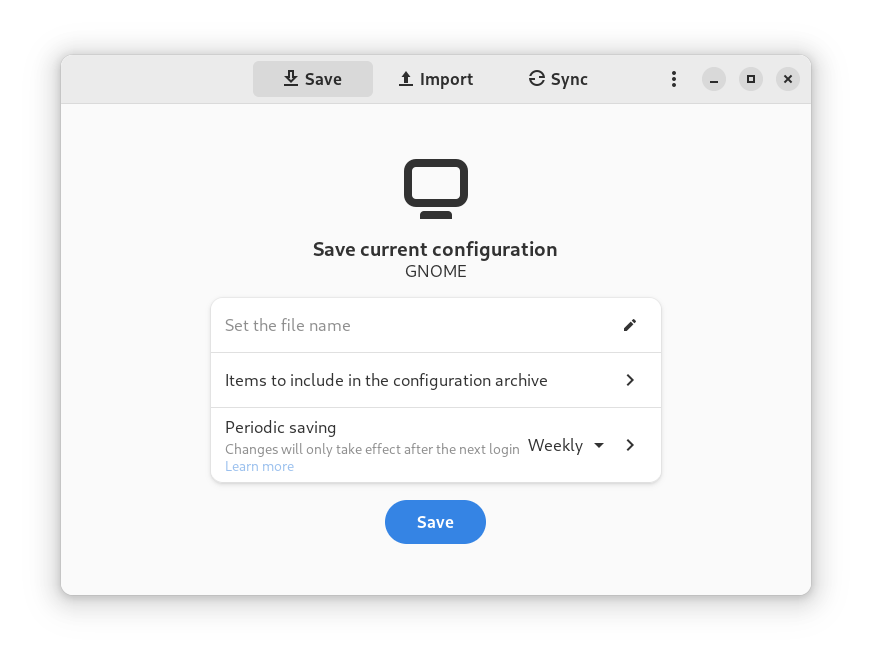 Save
Import
Sync
Save current configuration
GNOME
Set the file name
Items to include in the configuration archive
Periodic saving
Changes will only take effect after the next login
Learn more
Weekly
Save